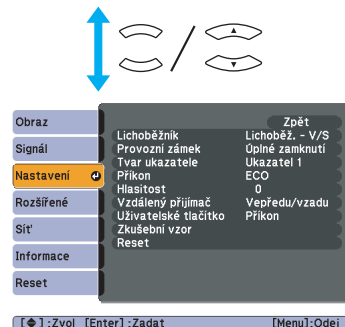 Obraz
Signál
Nastavení
Rozšířené
Síť
Informace
Reset
Zpět
Lichoběžník Lichoběž. - V/S
Provozní zámek Úplné zamknutí
Tvar ukazatele Ukazatel 1
Příkon ECO
Hlasitost 0
Vzdálený přijímač Vepředu/vzadu
Uživatelské tlačítko Příkon
Zkušební vzor
Reset
[ ] :Zvol [Enter] :Zadat [Menu]:Odej